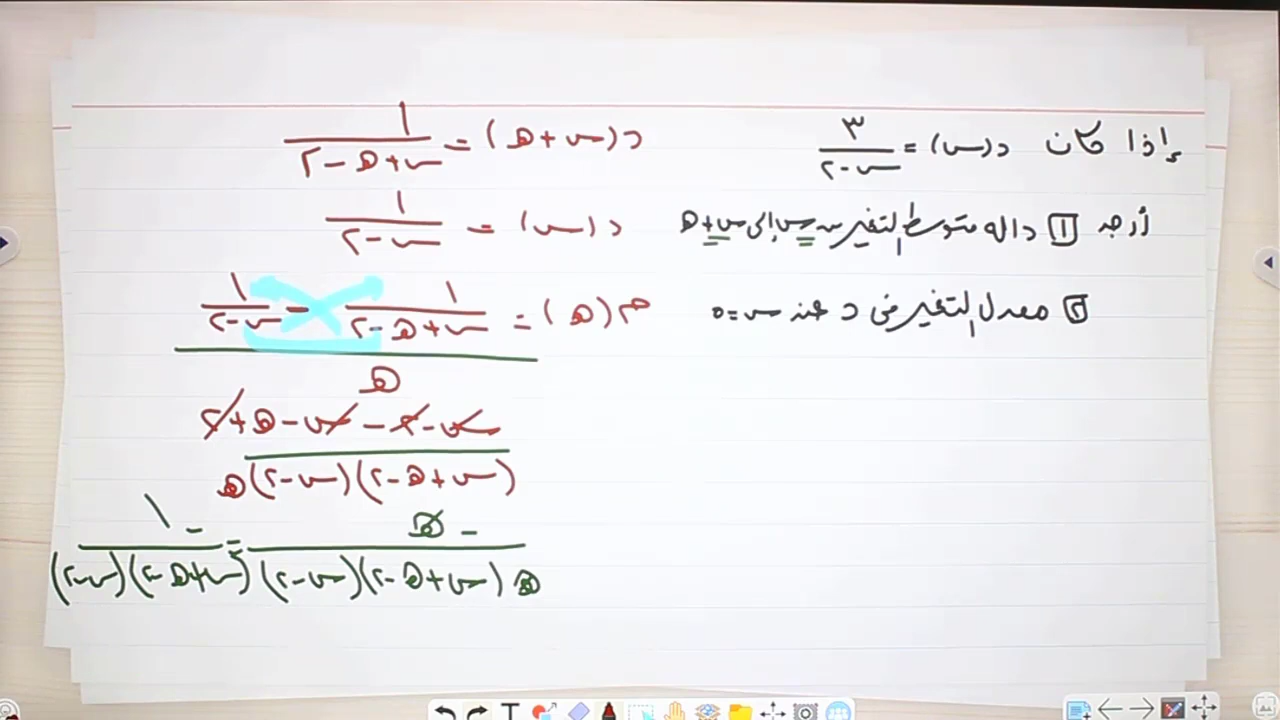 إذا كان د(س) = ٣/(س-٢)
أوجد ١ داله متوسط التغير من س إلى س+هـ
٢ معدل التغير في د عند س=٥
د(س+هـ) = ١/(س+هـ-٢)
د(س) = ١/(س-٢)
م(هـ) = (١/(س+هـ-٢) - ١/(س-٢))/هـ
(س-٢-س-هـ+٢)/((س+هـ-٢)(س-٢)هـ)
-هـ/(هـ(س+هـ-٢)(س-٢)) = -١/((س+هـ-٢)(س-٢))
T